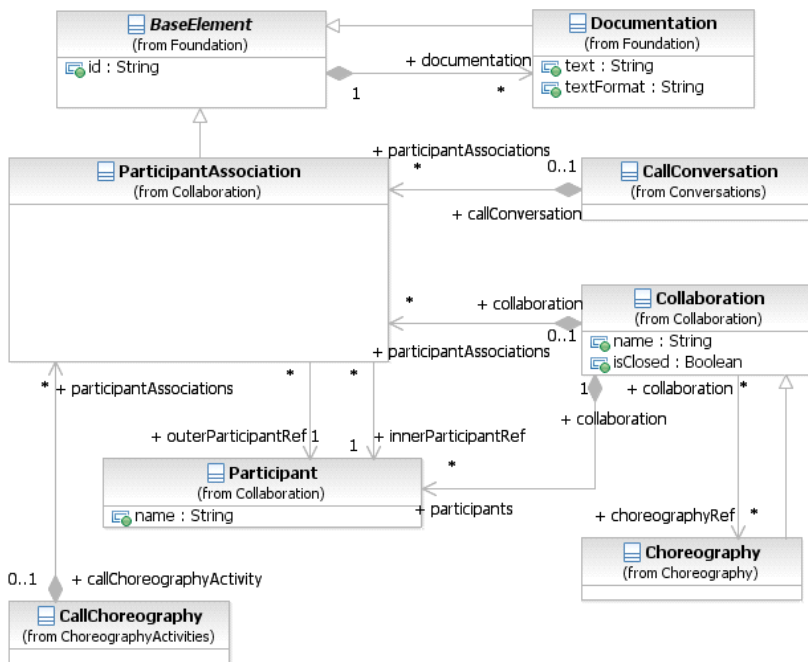 BaseElement
(from Foundation)
id : String
Documentation
(from Foundation)
text : String
textFormat : String
+ documentation
1
*
ParticipantAssociation
(from Collaboration)
+ participantAssociations
*
0..1
CallConversation
(from Conversations)
+ callConversation
*
+ collaboration
0..1
+ participantAssociations
Collaboration
(from Collaboration)
name : String
isClosed : Boolean
* + participantAssociations
*
*
1
+ collaboration *
+ collaboration
+ outerParticipantRef 1
1
+ innerParticipantRef
Participant
(from Collaboration)
name : String
*
+ participants
+ choreographyRef *
Choreography
(from Choreography)
0..1
+ callChoreographyActivity
CallChoreography
(from ChoreographyActivities)